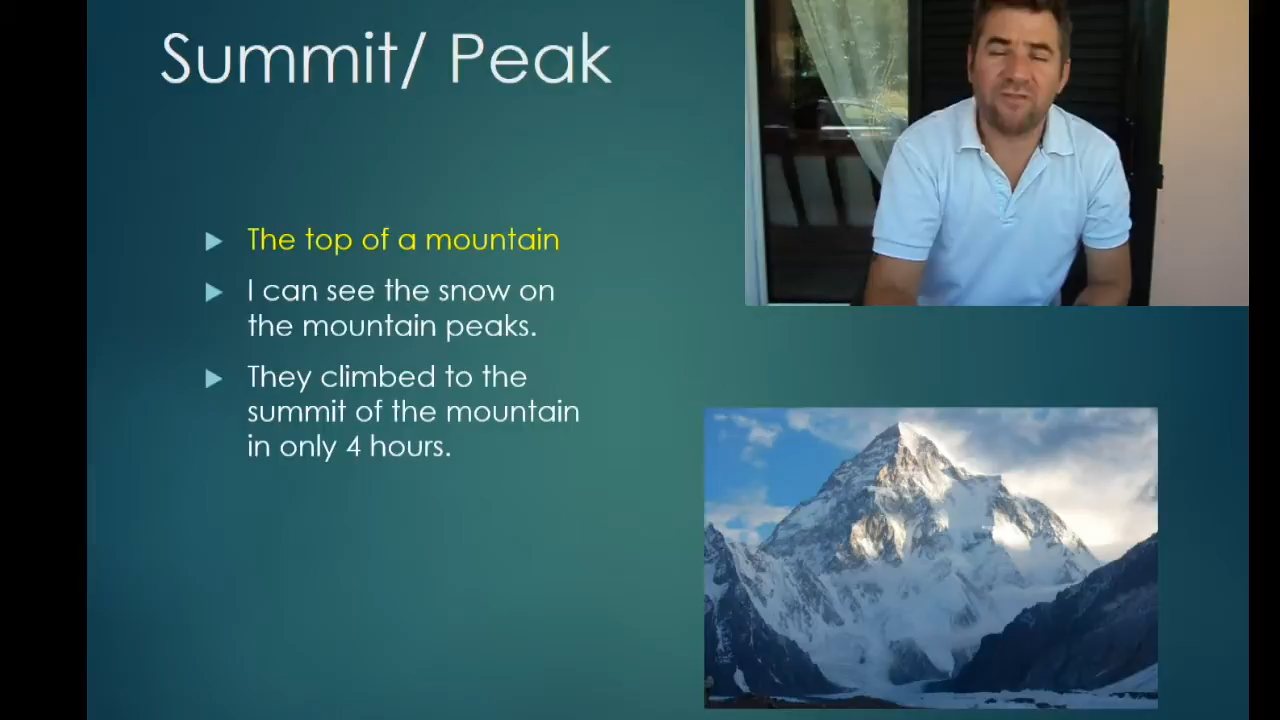 Summit/ Peak
The top of a mountain
I can see the snow on
the mountain peaks.
They climbed to the
summit of the mountain
in only 4 hours.